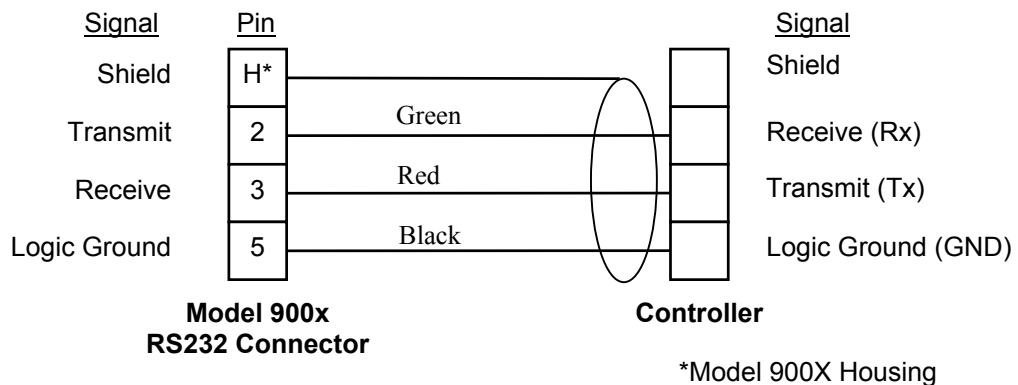 Signal Pin Signal
Shield H* Shield
Green
Transmit 2 Receive (Rx)
Red
Receive 3 Transmit (Tx)
Black
Logic Ground 5 Logic Ground (GND)
Model 900x Controller
RS232 Connector
*Model 900X Housing